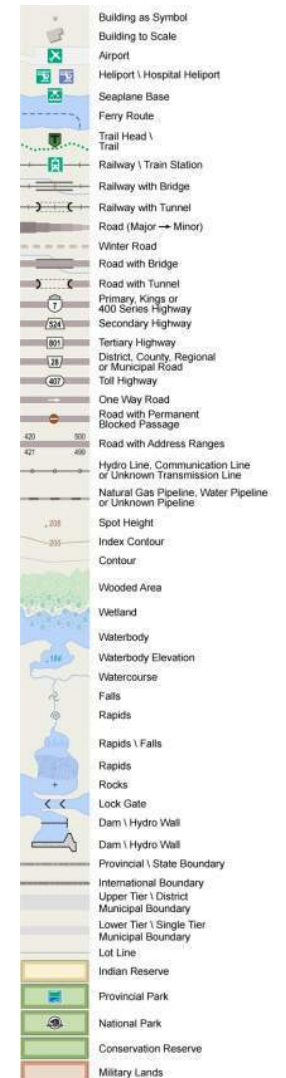 Building as Symbol
Building to Scale
Airport
Heliport \ Hospital Heliport
Seaplane Base
Ferry Route
Trail Head \
Trail
Railway \ Train Station
Railway with Bridge
Railway with Tunnel
Road (Major → Minor)
Winter Road
Road with Bridge
Road with Tunnel
7
Primary, Kings or
400 Series Highway
524 Secondary Highway
801 Tertiary Highway
28
District, County, Regional
or Municipal Road
407 Toll Highway
One Way Road
Road with Permanent
Blocked Passage
420 500
Road with Address Ranges
421 499
Hydro Line, Communication Line
or Unknown Transmission Line
Natural Gas Pipeline, Water Pipeline
or Unknown Pipeline
Spot Height
200 Index Contour
Contour
Wooded Area
Wetland
Waterbody
Waterbody Elevation
Watercourse
Falls
Rapids
Rapids \ Falls
Rapids
Rocks
Lock Gate
Dam \ Hydro Wall
Dam \ Hydro Wall
Provincial \ State Boundary
International Boundary
Upper Tier \ District
Municipal Boundary
Lower Tier \ Single Tier
Municipal Boundary
Lot Line
Indian Reserve
Provincial Park
National Park
Conservation Reserve
Military Lands